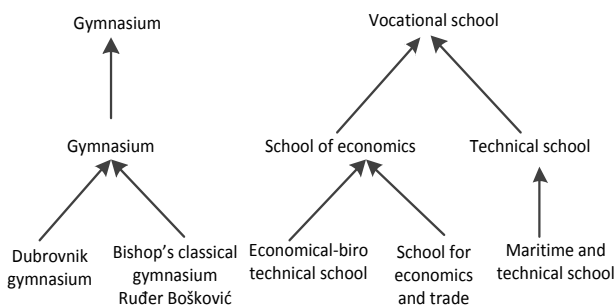 Gymnasium
Vocational school
Gymnasium
School of economics
Technical school
Dubrovnik
gymnasium
Bishop's classical
gymnasium
Ruđer Bošković
Economical-biro
technical school
School for
economics
and trade
Maritime and
technical school